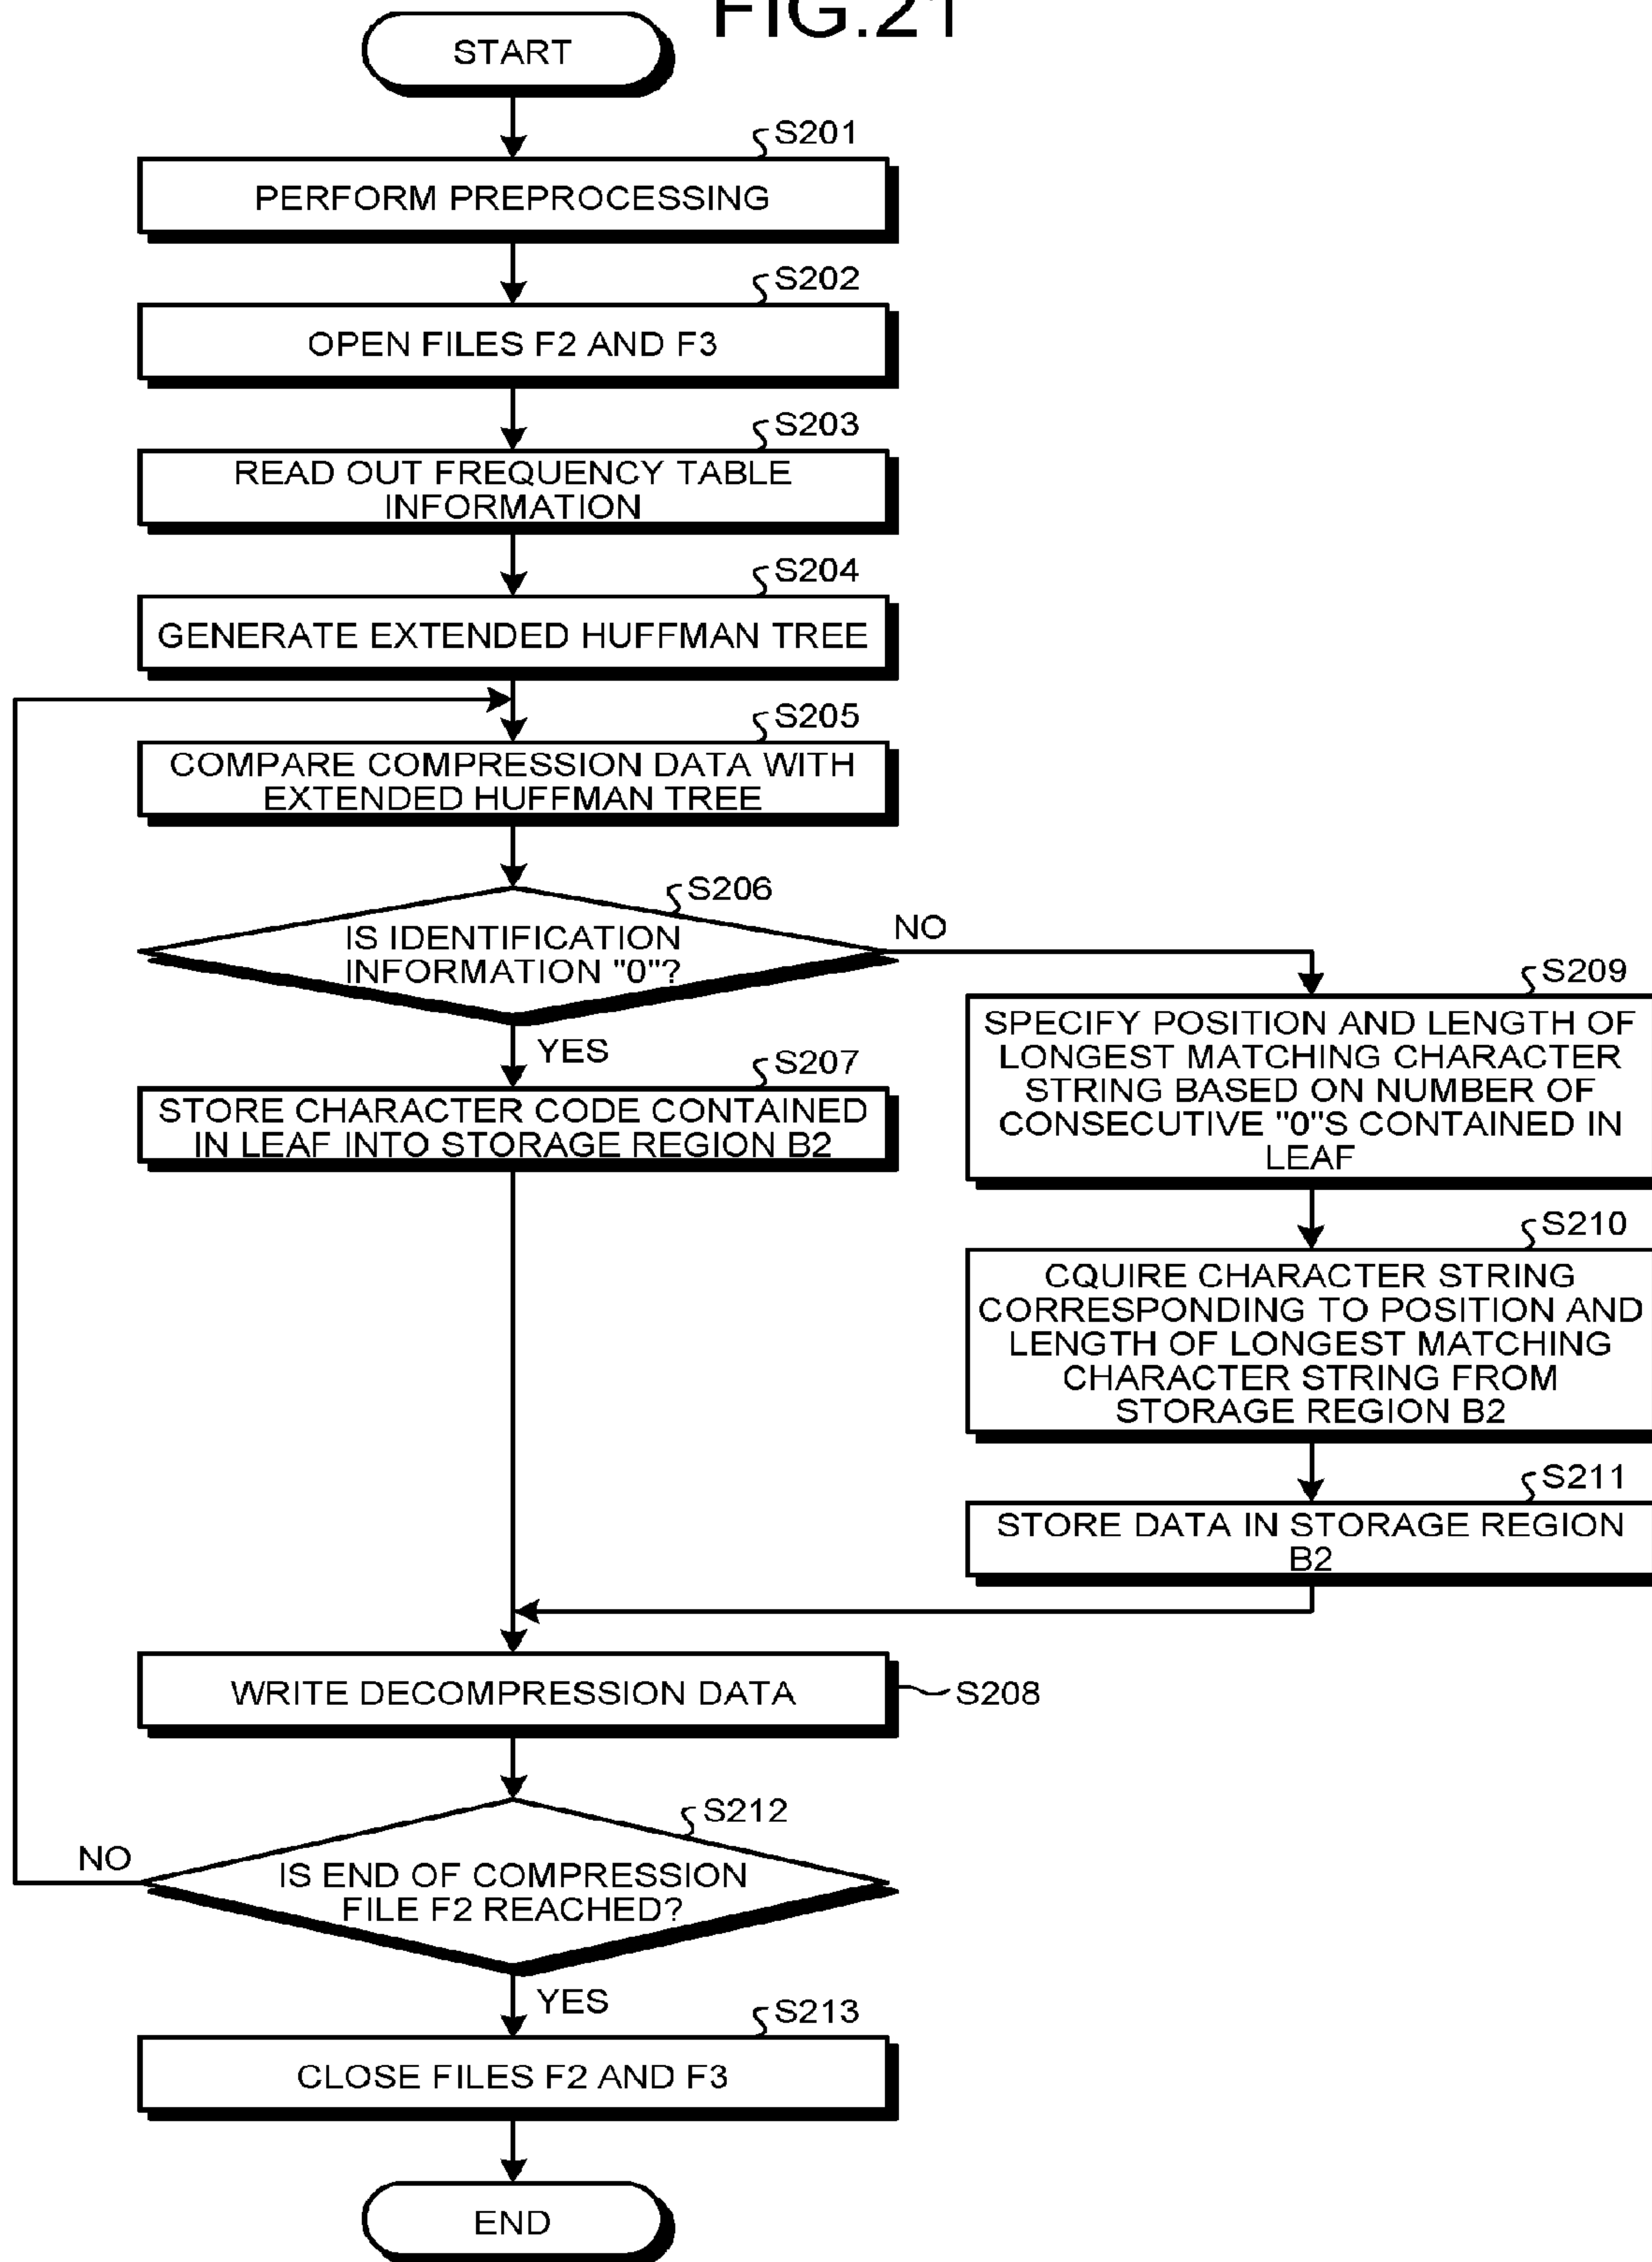 FIG.21
START
S201
PERFORM PREPROCESSING
S202
OPEN FILES F2 AND F3
S203
READ OUT FREQUENCY TABLE
INFORMATION
S204
GENERATE EXTENDED HUFFMAN TREE
S205
COMPARE COMPRESSION DATA WITH
EXTENDED HUFFMAN TREE
S206
IS IDENTIFICATION
INFORMATION "0"?
NO
YES
S207
STORE CHARACTER CODE CONTAINED
IN LEAF INTO STORAGE REGION B2
S209
SPECIFY POSITION AND LENGTH OF
LONGEST MATCHING CHARACTER
STRING BASED ON NUMBER OF
CONSECUTIVE "0"S CONTAINED IN
LEAF
S210
CQUIRE CHARACTER STRING
CORRESPONDING TO POSITION AND
LENGTH OF LONGEST MATCHING
CHARACTER STRING FROM
STORAGE REGION B2
S211
STORE DATA IN STORAGE REGION
B2
WRITE DECOMPRESSION DATA
S208
S212
IS END OF COMPRESSION
FILE F2 REACHED?
NO
YES
S213
CLOSE FILES F2 AND F3
END